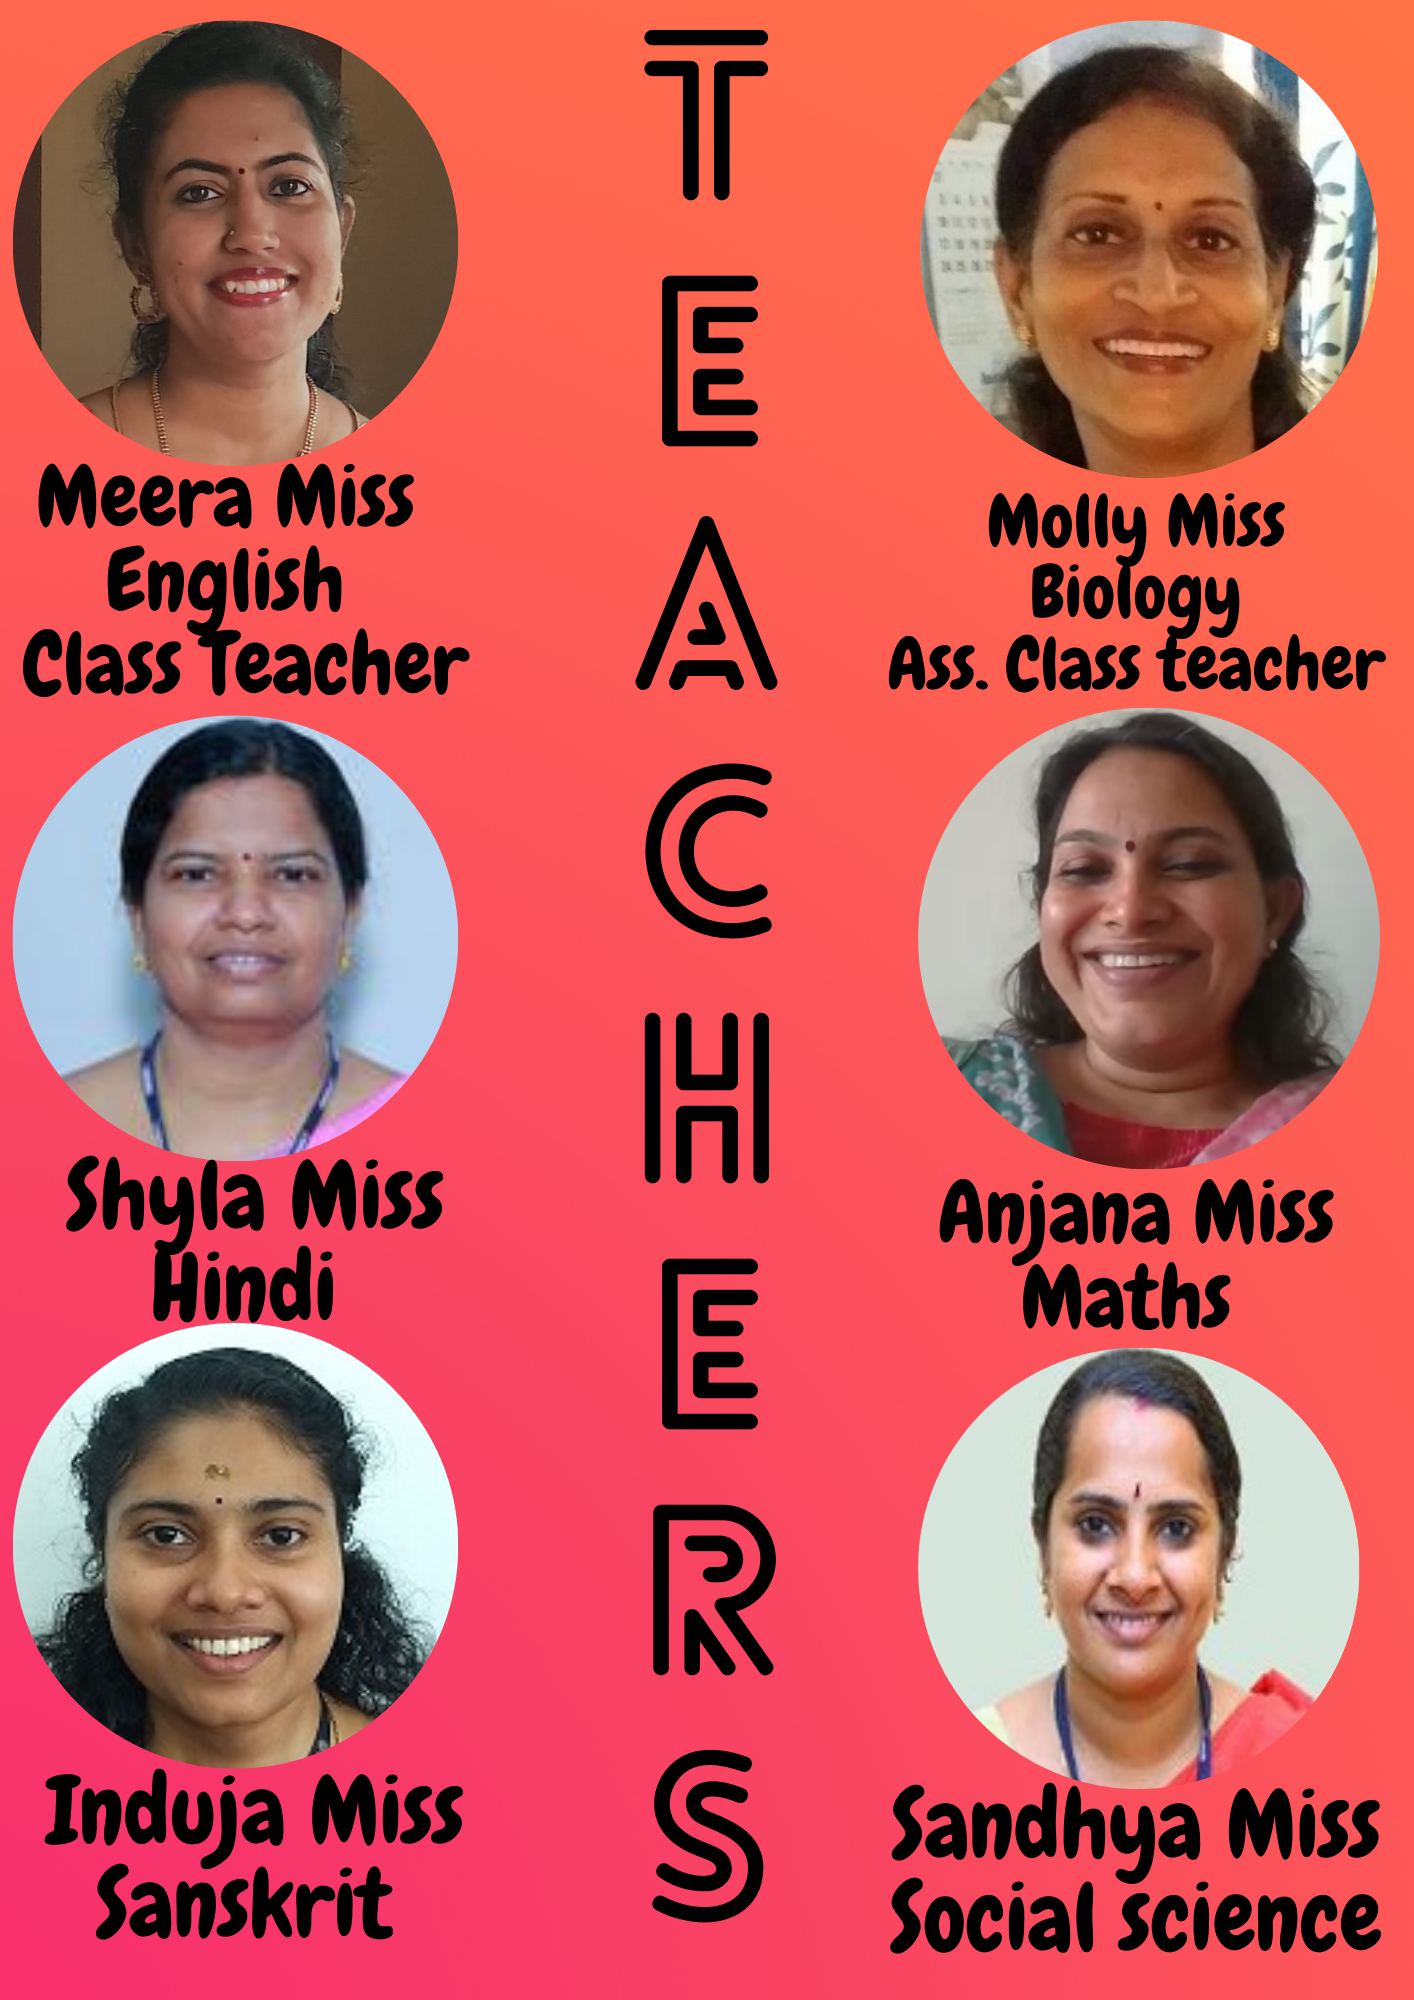 TEACHERS
Meera Miss
English
Class Teacher
Molly Miss
Biology
Ass. Class teacher
Shyla Miss
Hindi
Anjana Miss
Maths
Induja Miss
Sanskrit
Sandhya Miss
Social science